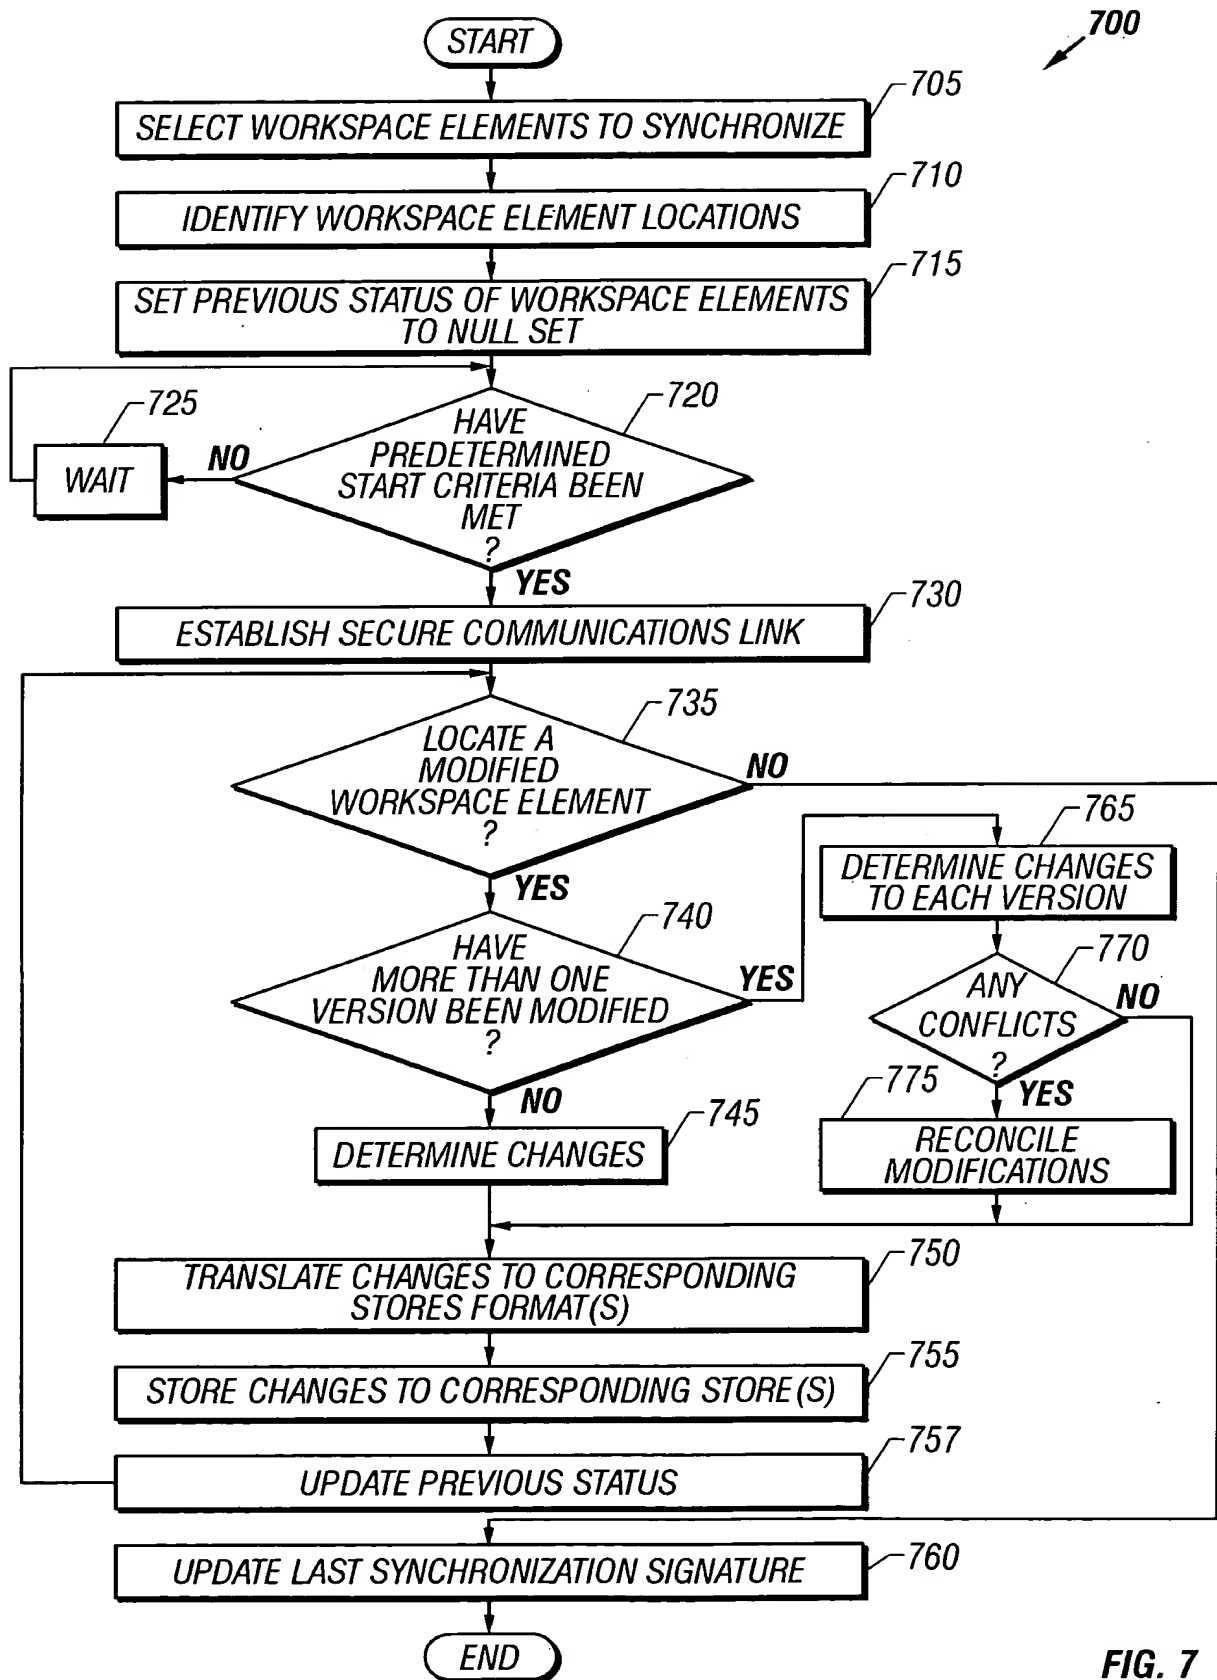 700
START
705
SELECT WORKSPACE ELEMENTS TO SYNCHRONIZE
710
IDENTIFY WORKSPACE ELEMENT LOCATIONS
715
SET PREVIOUS STATUS OF WORKSPACE ELEMENTS
TO NULL SET
720
HAVE
PREDETERMINED
START CRITERIA BEEN
MET
?
725
WAIT
NO
YES
730
ESTABLISH SECURE COMMUNICATIONS LINK
735
LOCATE A
MODIFIED
WORKSPACE ELEMENT
?
NO
YES
740
HAVE
MORE THAN ONE
VERSION BEEN MODIFIED
?
YES
NO
765
DETERMINE CHANGES
TO EACH VERSION
770
ANY
CONFLICTS
?
NO
YES
775
RECONCILE
MODIFICATIONS
745
DETERMINE CHANGES
750
TRANSLATE CHANGES TO CORRESPONDING
STORES FORMAT(S)
755
STORE CHANGES TO CORRESPONDING STORE(S)
757
UPDATE PREVIOUS STATUS
760
UPDATE LAST SYNCHRONIZATION SIGNATURE
END
FIG. 7